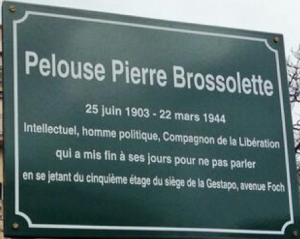 Pelouse Pierre Brossolette
25 juin 1903 - 22 mars 1944
Intellectuel, homme politique, Compagnon de la Libération
qui a mis fin à ses jours pour ne pas parler
en se jetant du cinquième étage du siège de la Gestapo, avenue Foch